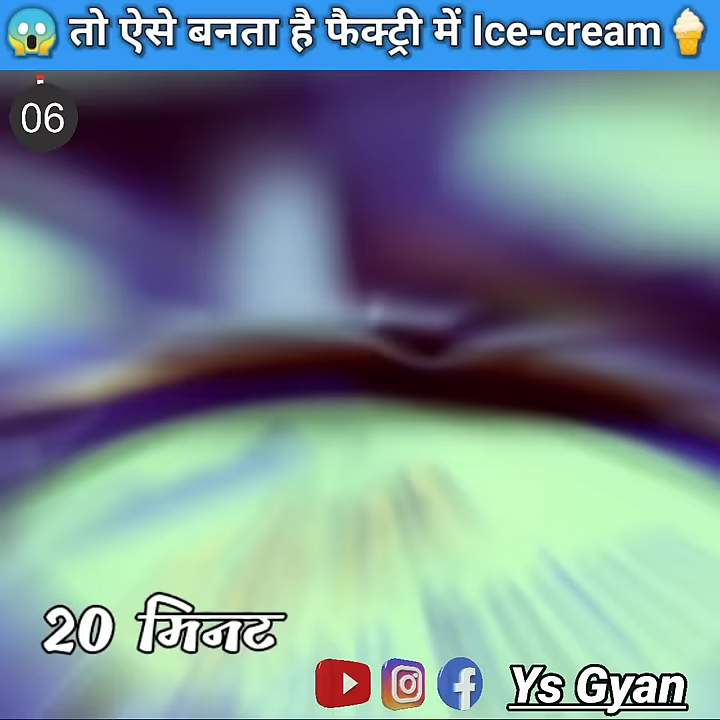 😱 तो ऐसे बनता है फैक्ट्री में Ice-cream🍦
06
20 मिनट
Ys Gyan